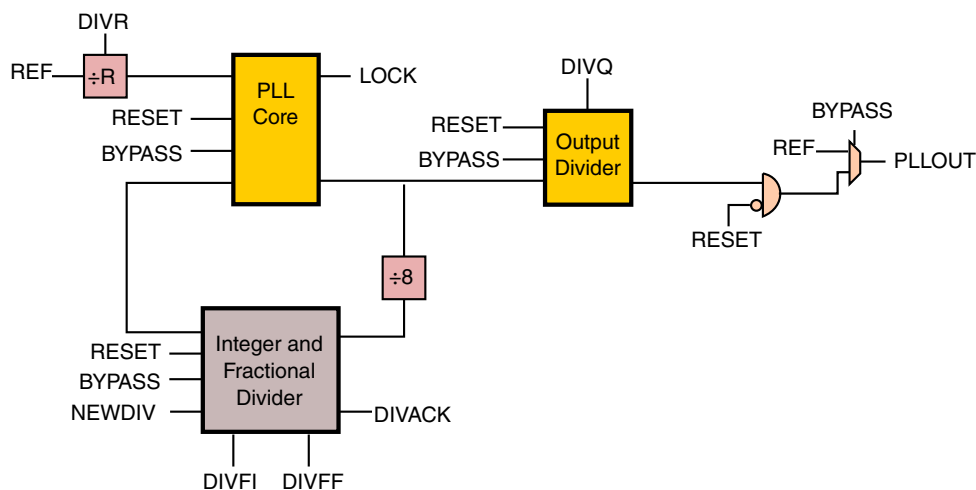 DIVR
REF
÷R
PLL
Core
LOCK
RESET
BYPASS
DIVQ
RESET
BYPASS
Output
Divider
BYPASS
REF
PLLOUT
RESET
÷8
Integer and
Fractional
Divider
RESET
BYPASS
NEWDIV
DIVACK
DIVFI
DIVFF